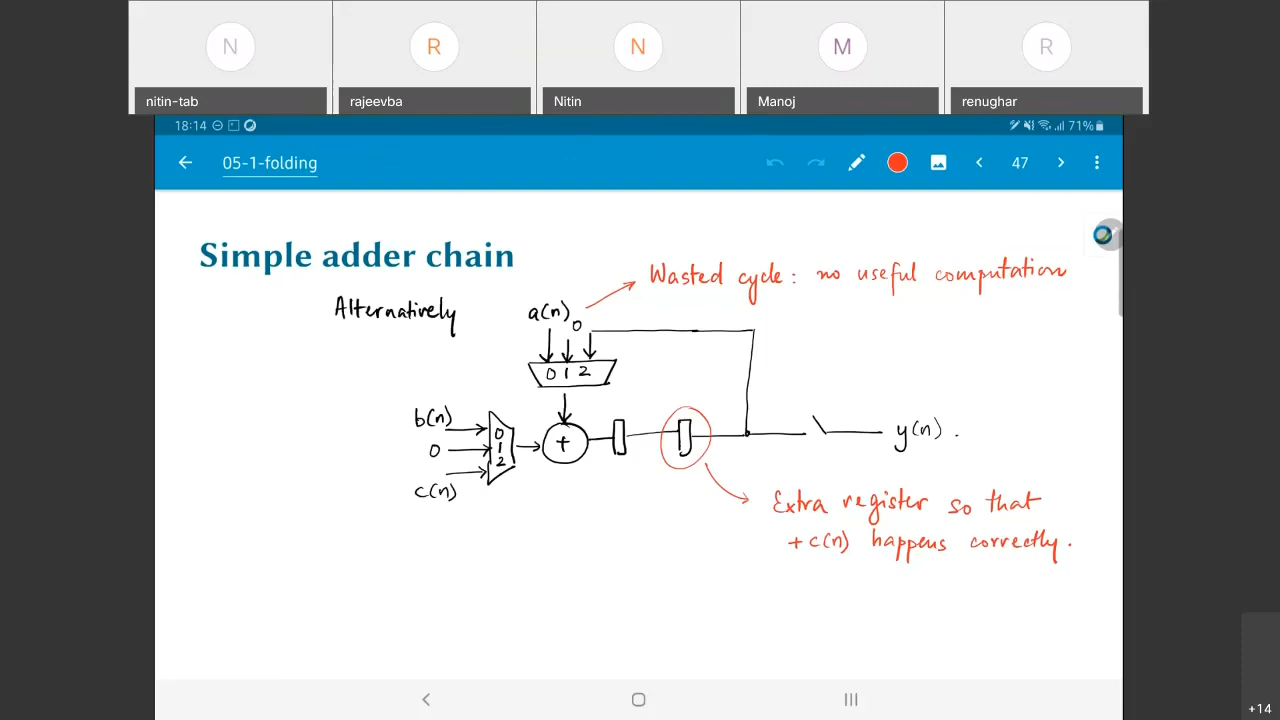 N
R
N
M
R
nitin-tab
rajeevba
Nitin
Manoj
renughar
18:14
71%
05-1-folding
47
Simple adder chain
Wasted cycle: no useful computation
Alternatively
a(n) 0
0 1 2
b(n)
0
c(n)
0
1
2
+
y(n).
Extra register so that
+c(n) happens correctly.
+14